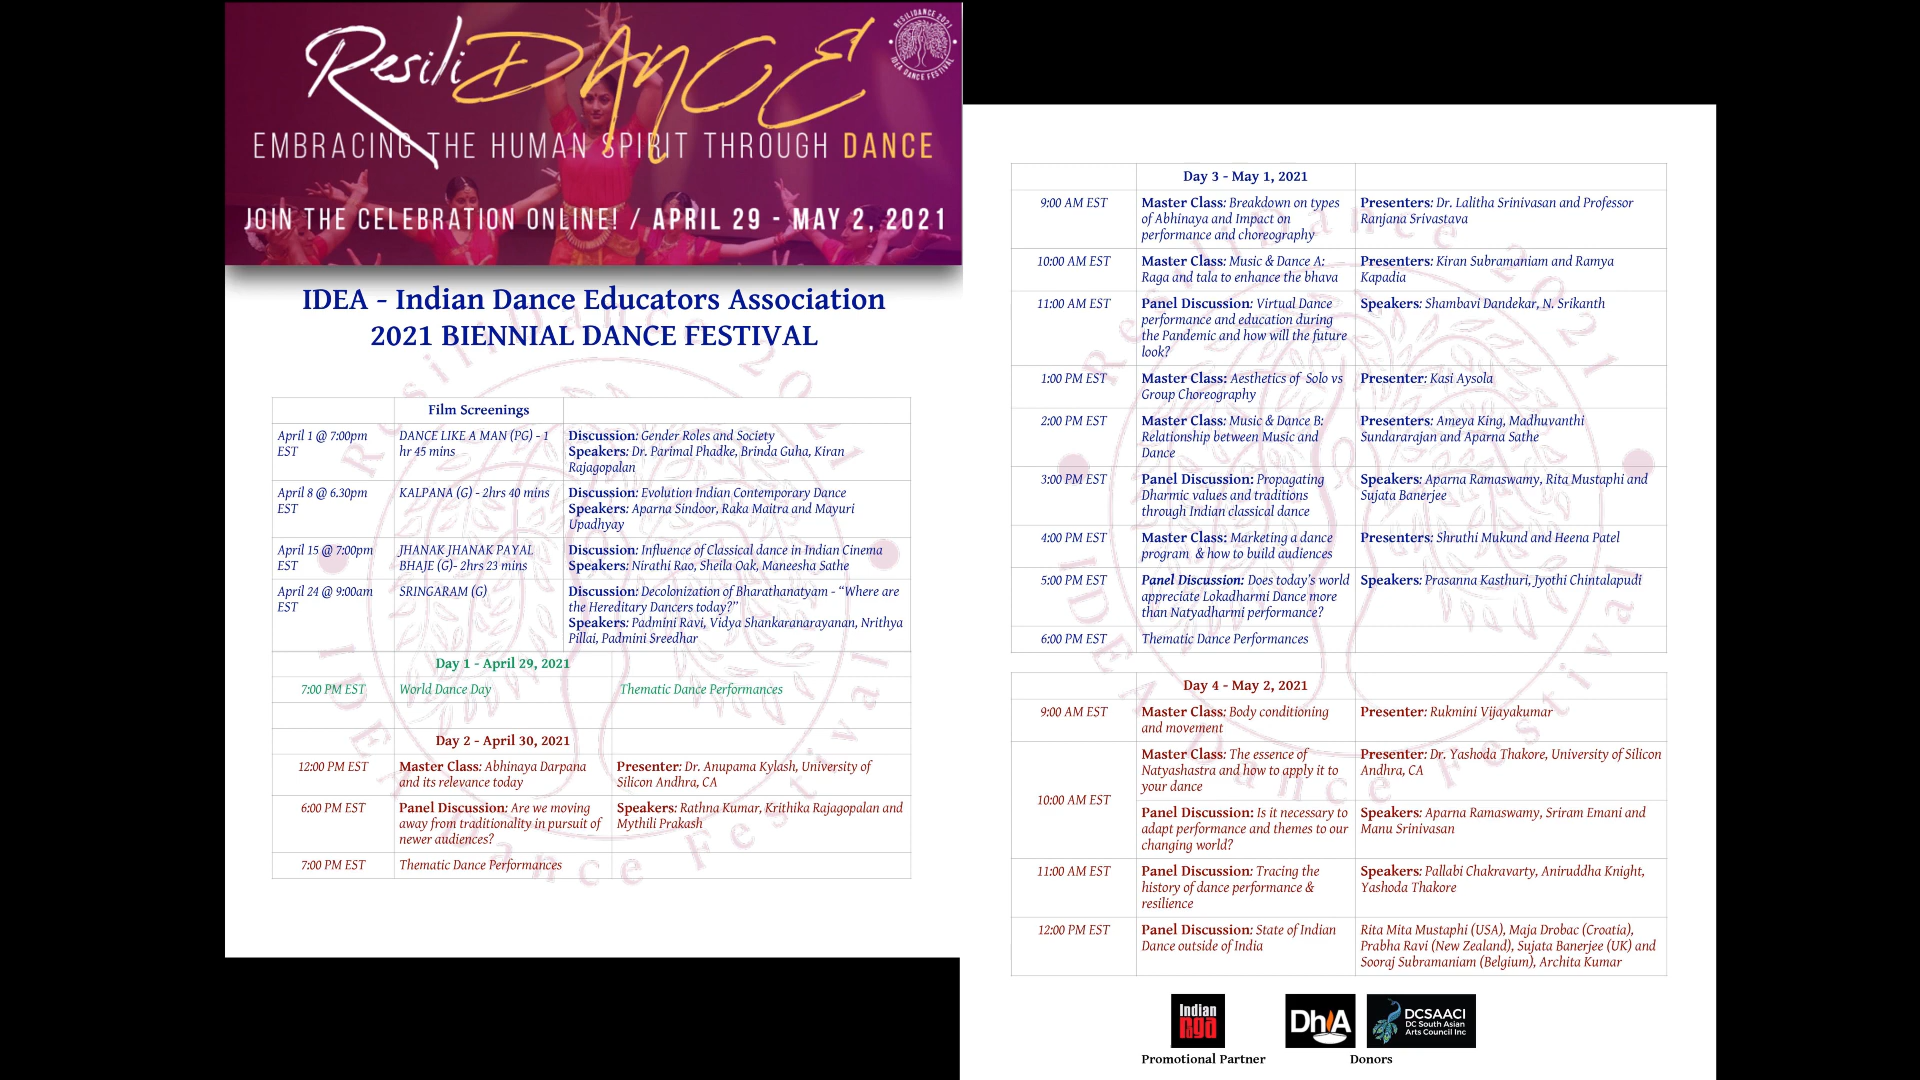 ResiliDANCE
RESILIDANCE 2021
IDEA DANCE FESTIVAL
EMBRACING THE HUMAN SPIRIT THROUGH DANCE
JOIN THE CELEBRATION ONLINE! / APRIL 29 - MAY 2, 2021
IDEA - Indian Dance Educators Association
2021 BIENNIAL DANCE FESTIVAL
ResiliDance 2021
IDEA Dance Festival
Film Screenings
April 1 @ 7:00pm
EST
DANCE LIKE A MAN (PG) - 1
hr 45 mins
Discussion: Gender Roles and Society
Speakers: Dr. Parimal Phadke, Brinda Guha, Kiran
Rajagopalan
April 8 @ 6.30pm
EST
KALPANA (G) - 2hrs 40 mins
Discussion: Evolution Indian Contemporary Dance
Speakers: Aparna Sindoor, Raka Maitra and Mayuri
Upadhyay
April 15 @ 7:00pm
EST
JHANAK JHANAK PAYAL
BHAJE (G)- 2hrs 23 mins
Discussion: Influence of Classical dance in Indian Cinema
Speakers: Nirathi Rao, Sheila Oak, Maneesha Sathe
April 24 @ 9:00am
EST
SRINGARAM (G)
Discussion: Decolonization of Bharathanatyam - “Where are
the Hereditary Dancers today?”
Speakers: Padmini Ravi, Vidya Shankaranarayanan, Nrithya
Pillai, Padmini Sreedhar
Day 1 - April 29, 2021
7:00 PM EST
World Dance Day
Thematic Dance Performances
Day 2 - April 30, 2021
12:00 PM EST
Master Class: Abhinaya Darpana
and its relevance today
Presenter: Dr. Anupama Kylash, University of
Silicon Andhra, CA
6:00 PM EST
Panel Discussion: Are we moving
away from traditionality in pursuit of
newer audiences?
Speakers: Rathna Kumar, Krithika Rajagopalan and
Mythili Prakash
7:00 PM EST
Thematic Dance Performances
ResiliDance 2021
IDEA Dance Festival
Day 3 - May 1, 2021
9:00 AM EST
Master Class: Breakdown on types
of Abhinaya and Impact on
performance and choreography
Presenters: Dr. Lalitha Srinivasan and Professor
Ranjana Srivastava
10:00 AM EST
Master Class: Music & Dance A:
Raga and tala to enhance the bhava
Presenters: Kiran Subramaniam and Ramya
Kapadia
11:00 AM EST
Panel Discussion: Virtual Dance
performance and education during
the Pandemic and how will the future
look?
Speakers: Shambavi Dandekar, N. Srikanth
1:00 PM EST
Master Class: Aesthetics of Solo vs
Group Choreography
Presenter: Kasi Aysola
2:00 PM EST
Master Class: Music & Dance B:
Relationship between Music and
Dance
Presenters: Ameya King, Madhuvanthi
Sundararajan and Aparna Sathe
3:00 PM EST
Panel Discussion: Propagating
Dharmic values and traditions
through Indian classical dance
Speakers: Aparna Ramaswamy, Rita Mustaphi and
Sujata Banerjee
4:00 PM EST
Master Class: Marketing a dance
program & how to build audiences
Presenters: Shruthi Mukund and Heena Patel
5:00 PM EST
Panel Discussion: Does today's world
appreciate Lokadharmi Dance more
than Natyadharmi performance?
Speakers: Prasanna Kasthuri, Jyothi Chintalapudi
6:00 PM EST
Thematic Dance Performances
Day 4 - May 2, 2021
9:00 AM EST
Master Class: Body conditioning
and movement
Presenter: Rukmini Vijayakumar
10:00 AM EST
Master Class: The essence of
Natyashastra and how to apply it to
your dance
Presenter: Dr. Yashoda Thakore, University of Silicon
Andhra, CA
Panel Discussion: Is it necessary to
adapt performance and themes to our
changing world?
Speakers: Aparna Ramaswamy, Sriram Emani and
Manu Srinivasan
11:00 AM EST
Panel Discussion: Tracing the
history of dance performance &
resilience
Speakers: Pallabi Chakravarty, Aniruddha Knight,
Yashoda Thakore
12:00 PM EST
Panel Discussion: State of Indian
Dance outside of India
Rita Mita Mustaphi (USA), Maja Drobac (Croatia),
Prabha Ravi (New Zealand), Sujata Banerjee (UK) and
Sooraj Subramaniam (Belgium), Archita Kumar
Indian
raga
DhA
DCSAACI
DC South Asian
Arts Council Inc
Promotional Partner
Donors